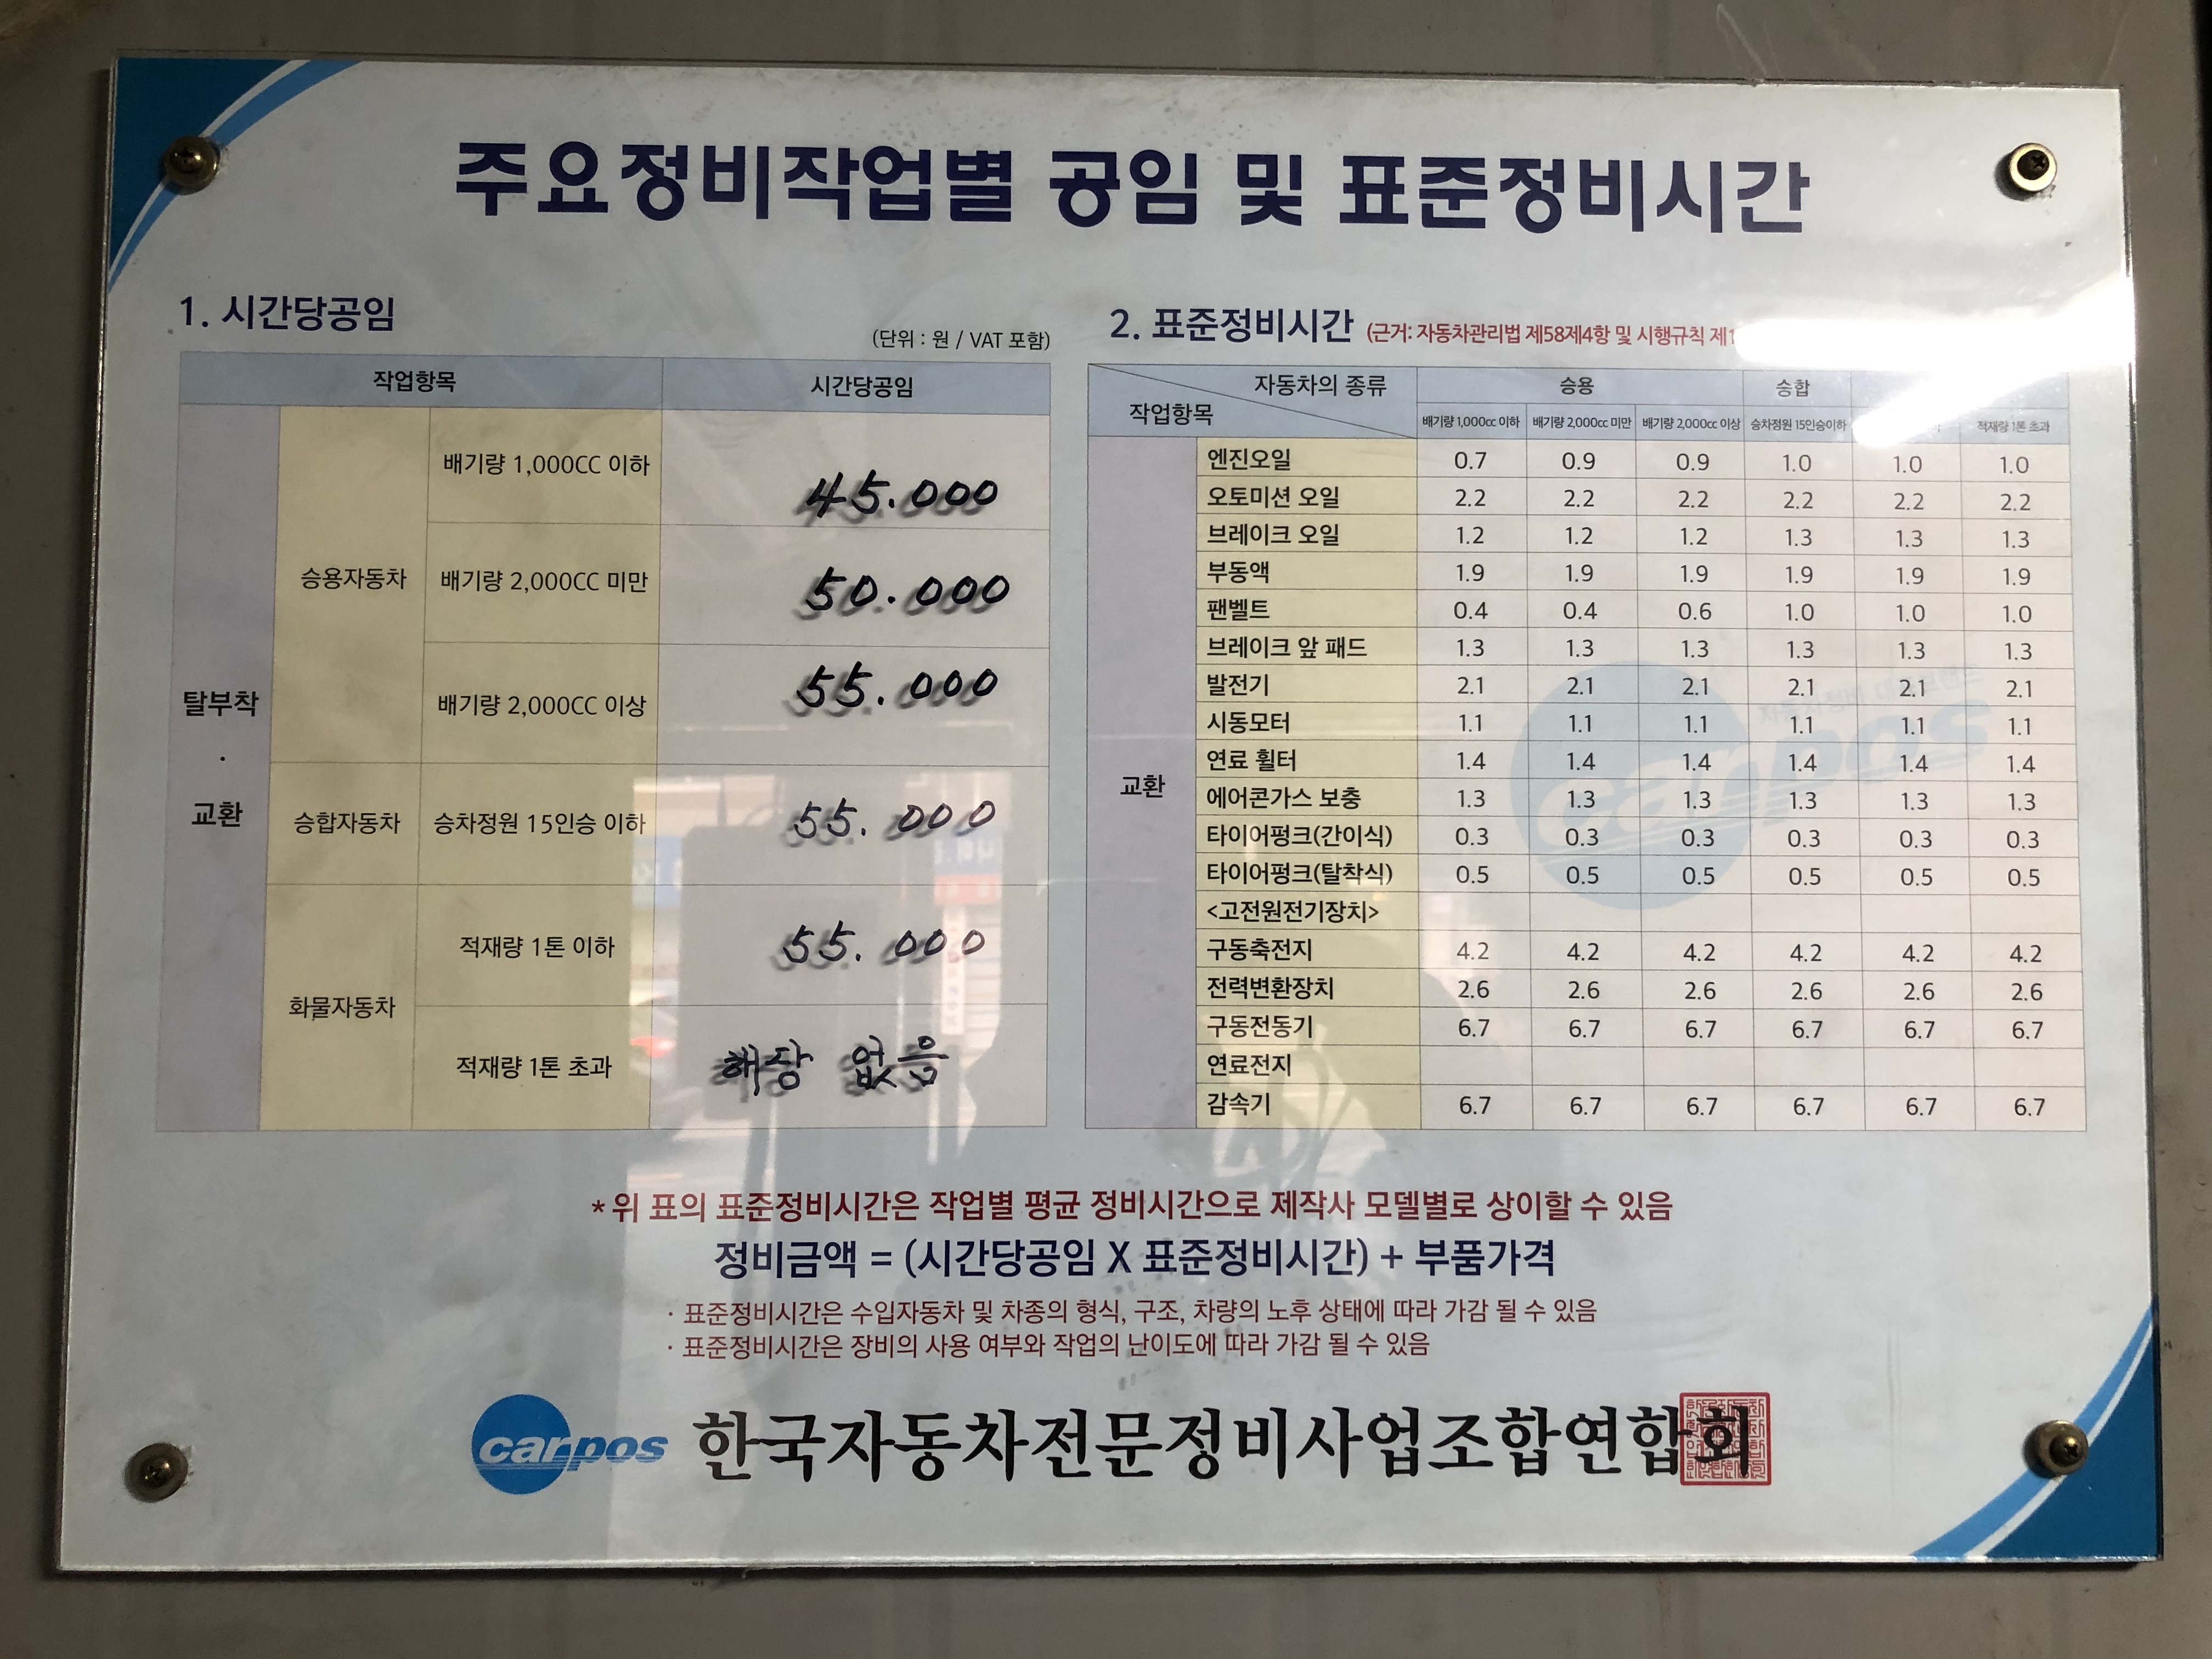 주요정비작업별 공임 및 표준정비시간
1. 시간당공임
(단위 : 원 / VAT 포함)
작업항목 시간당공임
탈부착 · 교환
승용자동차
배기량 1,000CC 이하 45.000
배기량 2,000CC 미만 50.000
배기량 2,000CC 이상 55.000
승합자동차 승차정원 15인승 이하 55.000
화물자동차
적재량 1톤 이하 55.000
적재량 1톤 초과 해당 없음
2. 표준정비시간 (근거: 자동차관리법 제58제4항 및 시행규칙
자동차의 종류 승용 승합
작업항목
배기량 1,000cc 이하 배기량 2,000cc 미만 배기량 2,000cc 이상 승차정원 15인승이하 적재량 1톤 초과
교환
엔진오일 0.7 0.9 0.9 1.0 1.0 1.0
오토미션 오일 2.2 2.2 2.2 2.2 2.2 2.2
브레이크 오일 1.2 1.2 1.2 1.3 1.3 1.3
부동액 1.9 1.9 1.9 1.9 1.9 1.9
팬벨트 0.4 0.4 0.6 1.0 1.0 1.0
브레이크 앞 패드 1.3 1.3 1.3 1.3 1.3 1.3
발전기 2.1 2.1 2.1 2.1 2.1 2.1
시동모터 1.1 1.1 1.1 1.1 1.1 1.1
연료 휠터 1.4 1.4 1.4 1.4 1.4 1.4
에어콘가스 보충 1.3 1.3 1.3 1.3 1.3 1.3
타이어펑크(간이식) 0.3 0.3 0.3 0.3 0.3 0.3
타이어펑크(탈착식) 0.5 0.5 0.5 0.5 0.5 0.5
<고전원전기장치>
구동축전지 4.2 4.2 4.2 4.2 4.2 4.2
전력변환장치 2.6 2.6 2.6 2.6 2.6 2.6
구동전동기 6.7 6.7 6.7 6.7 6.7 6.7
연료전지
감속기 6.7 6.7 6.7 6.7 6.7 6.7
carpos
* 위 표의 표준정비시간은 작업별 평균 정비시간으로 제작사 모델별로 상이할 수 있음
정비금액 = (시간당공임 X 표준정비시간) + 부품가격
· 표준정비시간은 수입자동차 및 차종의 형식, 구조, 차량의 노후 상태에 따라 가감 될 수 있음
· 표준정비시간은 장비의 사용 여부와 작업의 난이도에 따라 가감 될 수 있음
carpos 한국자동차전문정비사업조합연합회